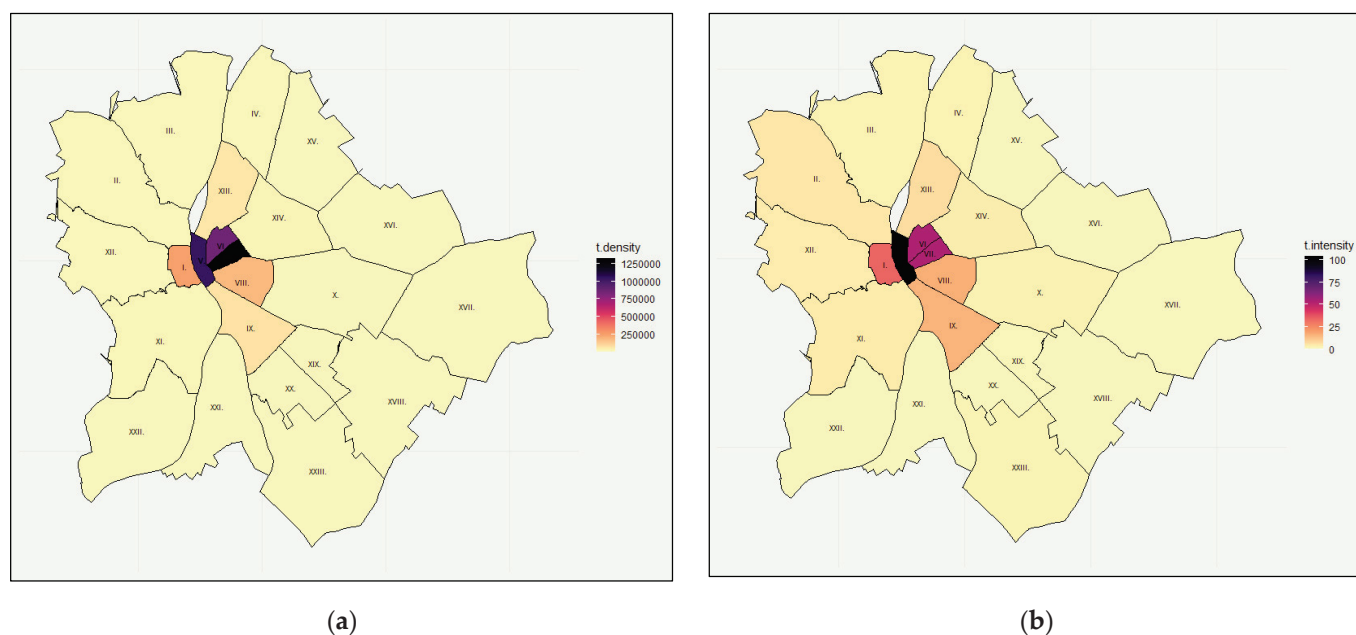 IV.
III.
XV.
II.
XIII.
XIV.
XVI.
XII.
VI.
V.
I.
VIII.
X.
XVII.
IX.
XI.
XIX.
XX.
XVIII.
XXI.
XXII.
XXIII.
t.density
1250000
1000000
750000
500000
250000
(a)
IV.
III.
XV.
II.
XIII.
XIV.
XVI.
XII.
VI.
VII.
I.
VIII.
X.
XVII.
IX.
XI.
XIX.
XX.
XVIII.
XXI.
XXII.
XXIII.
t.intensity
100
75
50
25
0
(b)